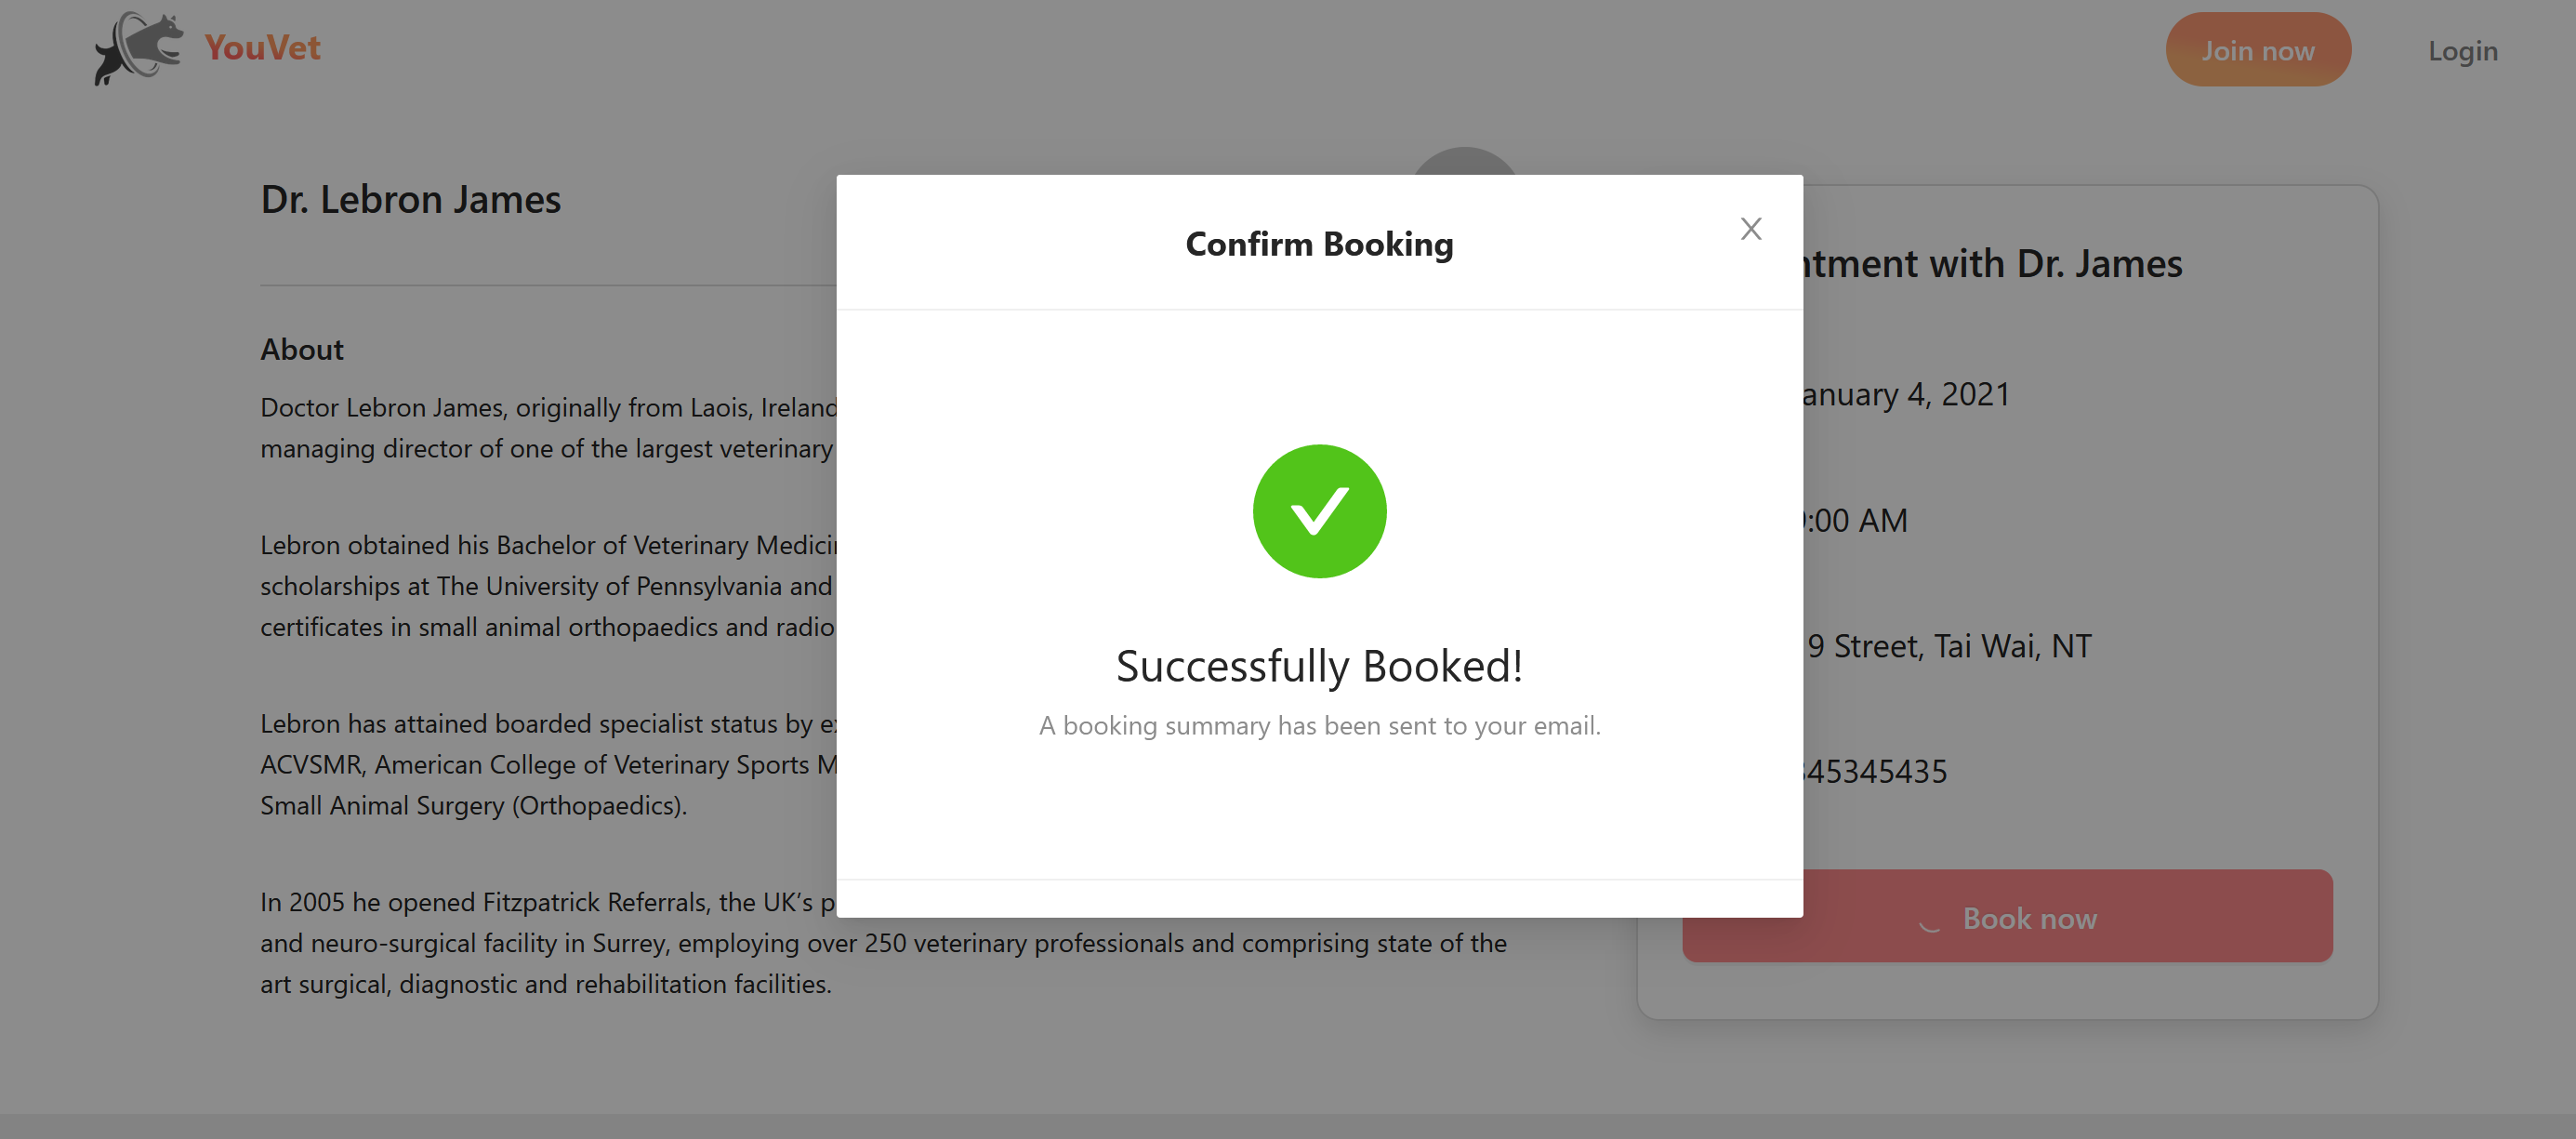 YouVet
Join now
Login
Dr. Lebron James
About
Doctor Lebron James, originally from Laois, Ireland
managing director of one of the largest veterinary
Lebron obtained his Bachelor of Veterinary
scholarships at The University of Pennsylvania and
certificates in small animal orthopaedics and
Lebron has attained boarded specialist status by
ACVSMR, American College of Veterinary Sports
Small Animal Surgery (Orthopaedics).
In 2005 he opened Fitzpatrick Referrals, the UK’s
and neuro-surgical facility in Surrey, employing over 250 veterinary professionals and comprising state of the
art surgical, diagnostic and rehabilitation facilities.
Confirm Booking
Successfully Booked!
A booking summary has been sent to your email.
with Dr. James
4, 2021
:00 AM
9 Street, Tai Wai, NT
45345435
Book now